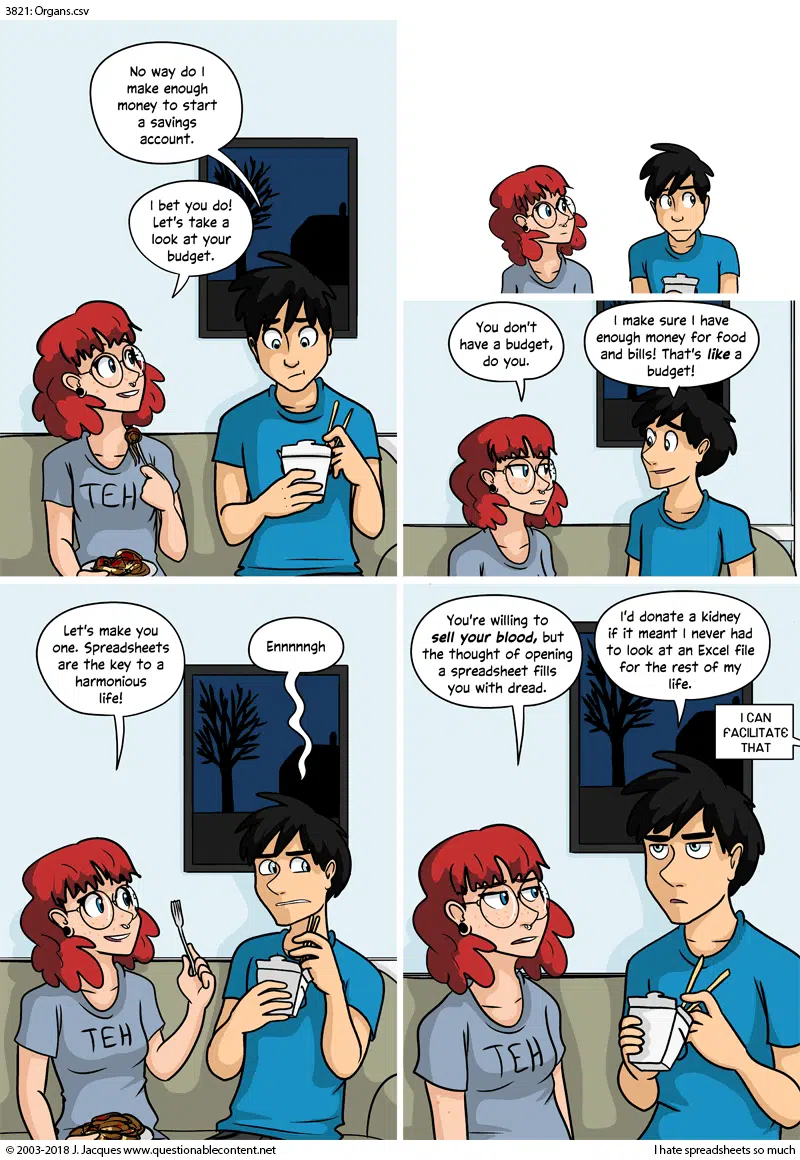 3821: Organs.csv
No way do I
make enough
money to start
a savings
account.
I bet you do!
Let's take a
look at your
budget.
TEH
You don't
have a budget,
do you.
I make sure I have
enough money for food
and bills! That's like a
budget!
Let's make you
one. Spreadsheets
are the key to a
harmonious
life!
Ennnnngh
TEH
You're willing to
sell your blood, but
the thought of opening
a spreadsheet fills
you with dread.
I'd donate a kidney
if it meant I never had
to look at an Excel file
for the rest of my
life.
I CAN
FACILITATE
THAT
TEH
© 2003-2018 J. Jacques www.questionablecontent.net
I hate spreadsheets so much